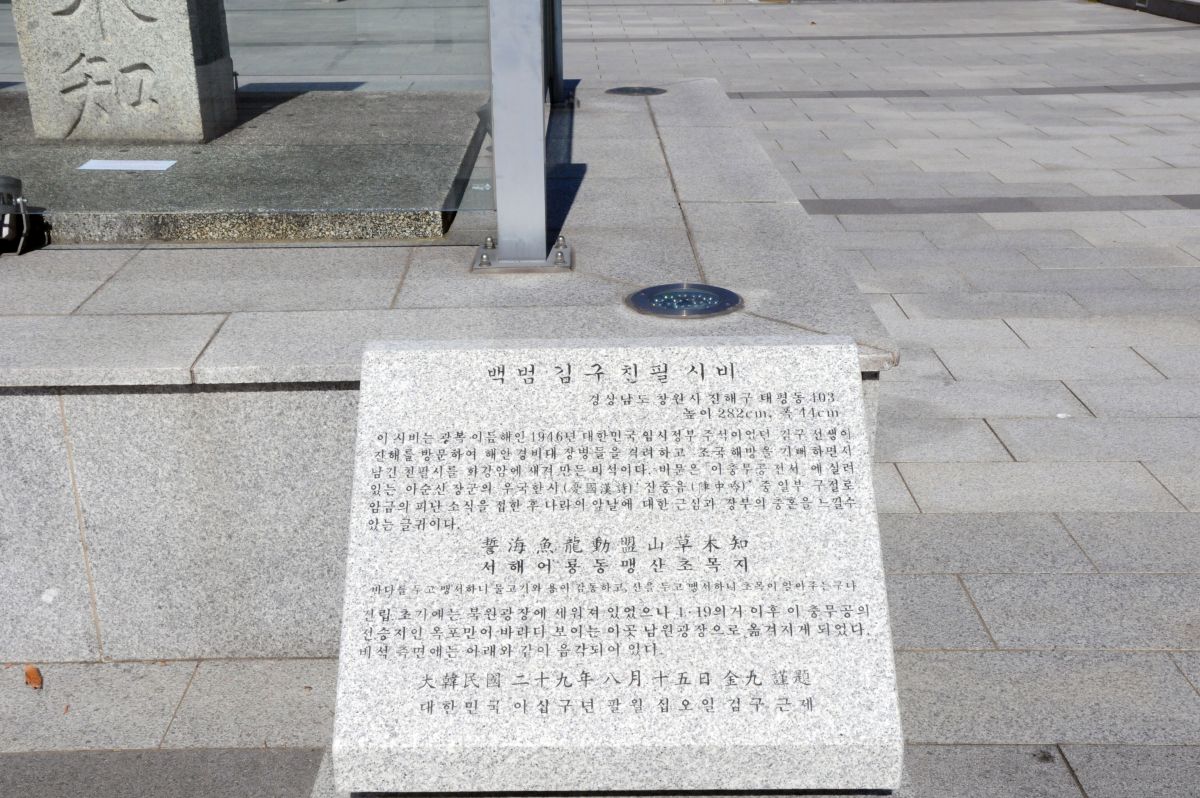 木
知
백범 김구 친필 시비
경상남도 창원시 진해구 태평동 403
높이 282cm, 폭 44cm
이 시비는 광복 이듬해인 1946년 대한민국 임시정부 주석이었던 김구 선생이
진해를 방문하여 해안경비대 장병들을 격려하고 조국해방을 기뻐하면서
남긴 친필시를 화강암에 새겨 만든 비석이다. 비문은 '이충무공 전서' 에 실려
있는 이순신 장군의 우국한시(憂國漢詩) '진중음(陣中吟)' 중 일부 구절로
임금의 피난 소식을 접한 후 나라의 앞날에 대한 근심과 장부의 충혼을 느낄수
있는 글귀이다.
誓海魚龍動盟山草木知
서해어룡동맹산초목지
바다를 두고 맹서하니 물고기와 용이 감동하고, 산을 두고 맹서하니 초목이 알아주는구나
건립 초기에는 북원광장에 세워져 있었으나 4·19의거 이후 이 충무공의
전승지인 옥포만이 바라다 보이는 이곳 남원광장으로 옮겨지게 되었다.
비석 측면에는 아래와 같이 음각되어 있다.
大韓民國 二十九年 八月 十五日 金九 謹題
대한민국 이십구년 팔월 십오일 김구 근제